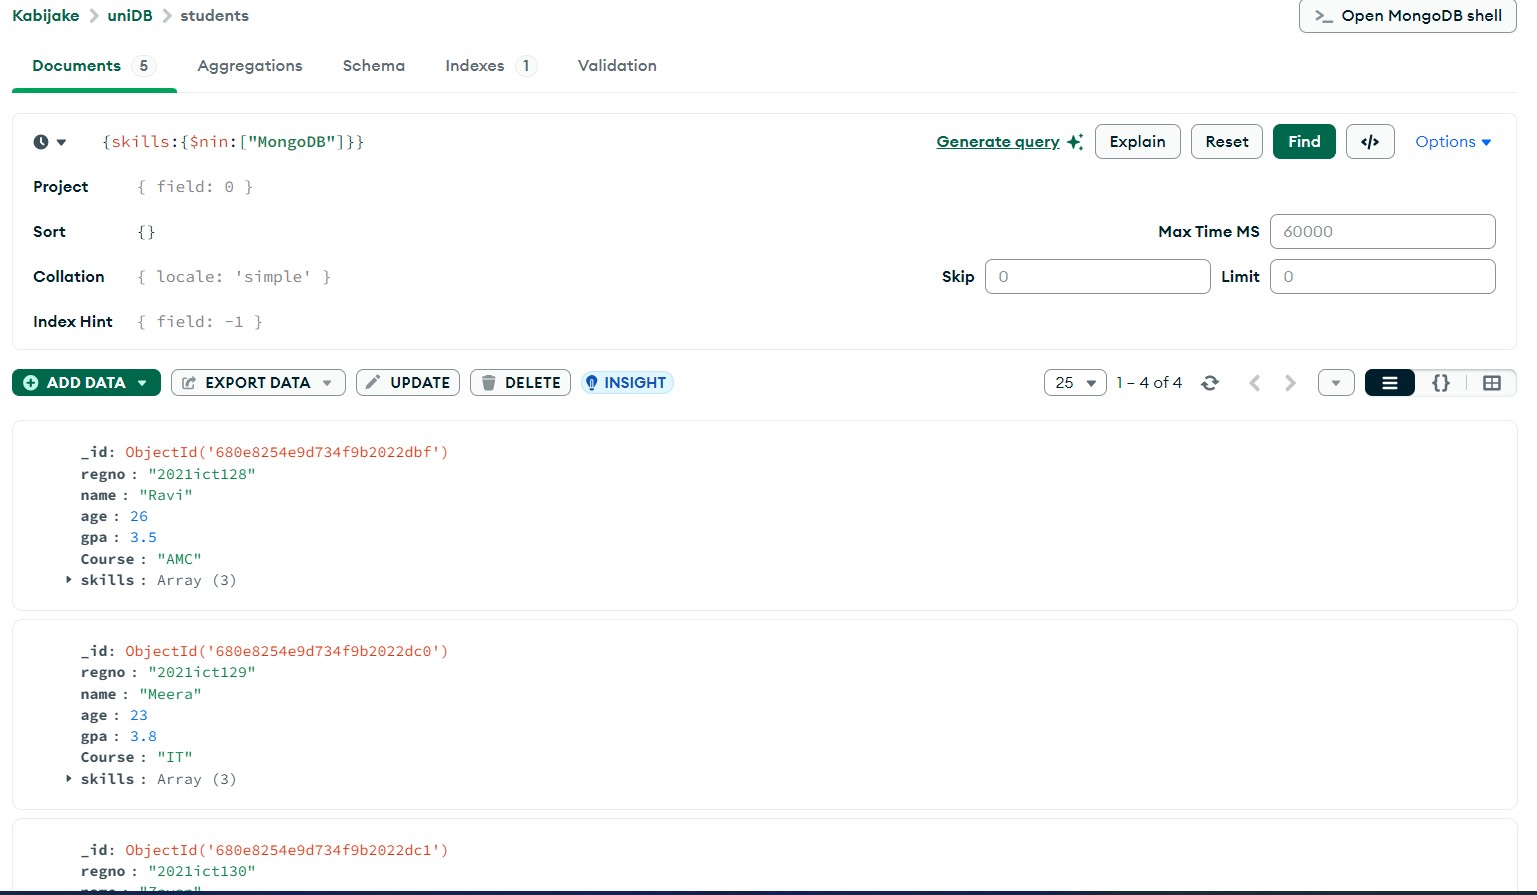 Kabijake > uniDB > students
>_ Open MongoDB shell
Documents 5 Aggregations Schema Indexes 1 Validation
{skills:{$nin:["MongoDB"]}}
Generate query Explain Reset Find </> Options
Project { field: 0 }
Sort {} Max Time MS 60000
Collation { locale: 'simple' } Skip 0 Limit 0
Index Hint { field: -1 }
ADD DATA EXPORT DATA UPDATE DELETE INSIGHT 25 1 – 4 of 4 {}
_id: ObjectId('680e8254e9d734f9b2022dbf')
regno : "2021ict128"
name : "Ravi"
age : 26
gpa : 3.5
Course : "AMC"
skills : Array (3)
_id: ObjectId('680e8254e9d734f9b2022dc0')
regno : "2021ict129"
name : "Meera"
age : 23
gpa : 3.8
Course : "IT"
skills : Array (3)
_id: ObjectId('680e8254e9d734f9b2022dc1')
regno : "2021ict130"